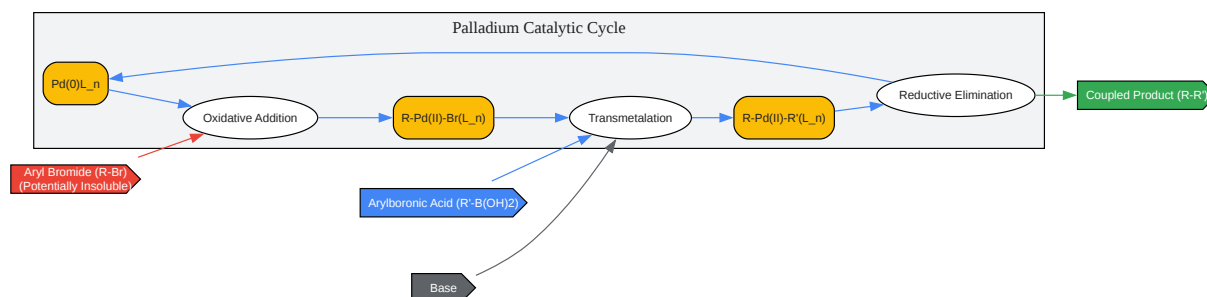 Palladium Catalytic Cycle
Pd(0)L_n
Oxidative Addition
R-Pd(II)-Br(L_n)
Transmetalation
R-Pd(II)-R'(L_n)
Reductive Elimination
Coupled Product (R-R')
Aryl Bromide (R-Br)
(Potentially Insoluble)
Arylboronic Acid (R'-B(OH)2)
Base